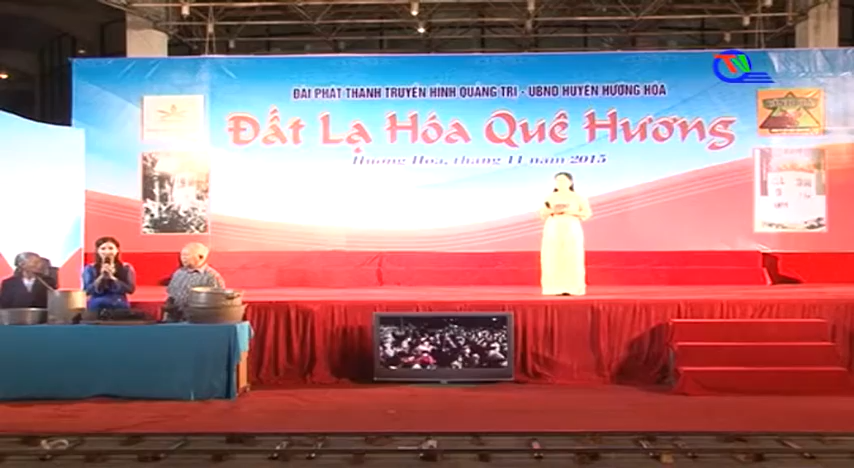 ĐÀI PHÁT THANH TRUYỀN HÌNH QUẢNG TRỊ - UBND HUYỆN HƯỚNG HÓA
Đất Lạ Hóa Quê Hương
Hướng Hóa, tháng 11 năm 2015